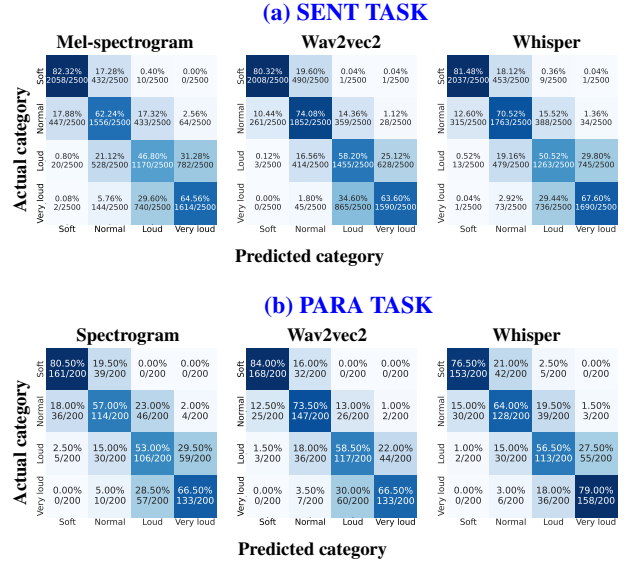 (a) SENT TASK
Mel-spectrogram Wav2vec2 Whisper
Actual category
Soft
82.32% 17.28% 0.40% 0.00%
2058/2500 432/2500 10/2500 0/2500
80.32% 19.60% 0.04% 0.04%
2008/2500 490/2500 1/2500 1/2500
81.48% 18.12% 0.36% 0.04%
2037/2500 453/2500 9/2500 1/2500
Normal
17.88% 62.24% 17.32% 2.56%
447/2500 1556/2500 433/2500 64/2500
10.44% 74.08% 14.36% 1.12%
261/2500 1852/2500 359/2500 28/2500
12.60% 70.52% 15.52% 1.36%
315/2500 1763/2500 388/2500 34/2500
Loud
0.80% 21.12% 46.80% 31.28%
20/2500 528/2500 1170/2500 782/2500
0.12% 16.56% 58.20% 25.12%
3/2500 414/2500 1455/2500 628/2500
0.52% 19.16% 50.52% 29.80%
13/2500 479/2500 1263/2500 745/2500
Very loud
0.08% 5.76% 29.60% 64.56%
2/2500 144/2500 740/2500 1614/2500
0.00% 1.80% 34.60% 63.60%
0/2500 45/2500 865/2500 1590/2500
0.04% 2.92% 29.44% 67.60%
1/2500 73/2500 736/2500 1690/2500
Soft Normal Loud Very loud Soft Normal Loud Very loud Soft Normal Loud Very loud
Predicted category
(b) PARA TASK
Spectrogram Wav2vec2 Whisper
Actual category
Soft
80.50% 19.50% 0.00% 0.00%
161/200 39/200 0/200 0/200
84.00% 16.00% 0.00% 0.00%
168/200 32/200 0/200 0/200
76.50% 21.00% 2.50% 0.00%
153/200 42/200 5/200 0/200
Normal
18.00% 57.00% 23.00% 2.00%
36/200 114/200 46/200 4/200
12.50% 73.50% 13.00% 1.00%
25/200 147/200 26/200 2/200
15.00% 64.00% 19.50% 1.50%
30/200 128/200 39/200 3/200
Loud
2.50% 15.00% 53.00% 29.50%
5/200 30/200 106/200 59/200
1.50% 18.00% 58.50% 22.00%
3/200 36/200 117/200 44/200
1.00% 15.00% 56.50% 27.50%
2/200 30/200 113/200 55/200
Very loud
0.00% 5.00% 28.50% 66.50%
0/200 10/200 57/200 133/200
0.00% 3.50% 30.00% 66.50%
0/200 7/200 60/200 133/200
0.00% 3.00% 18.00% 79.00%
0/200 6/200 36/200 158/200
Soft Normal Loud Very loud Soft Normal Loud Very loud Soft Normal Loud Very loud
Predicted category